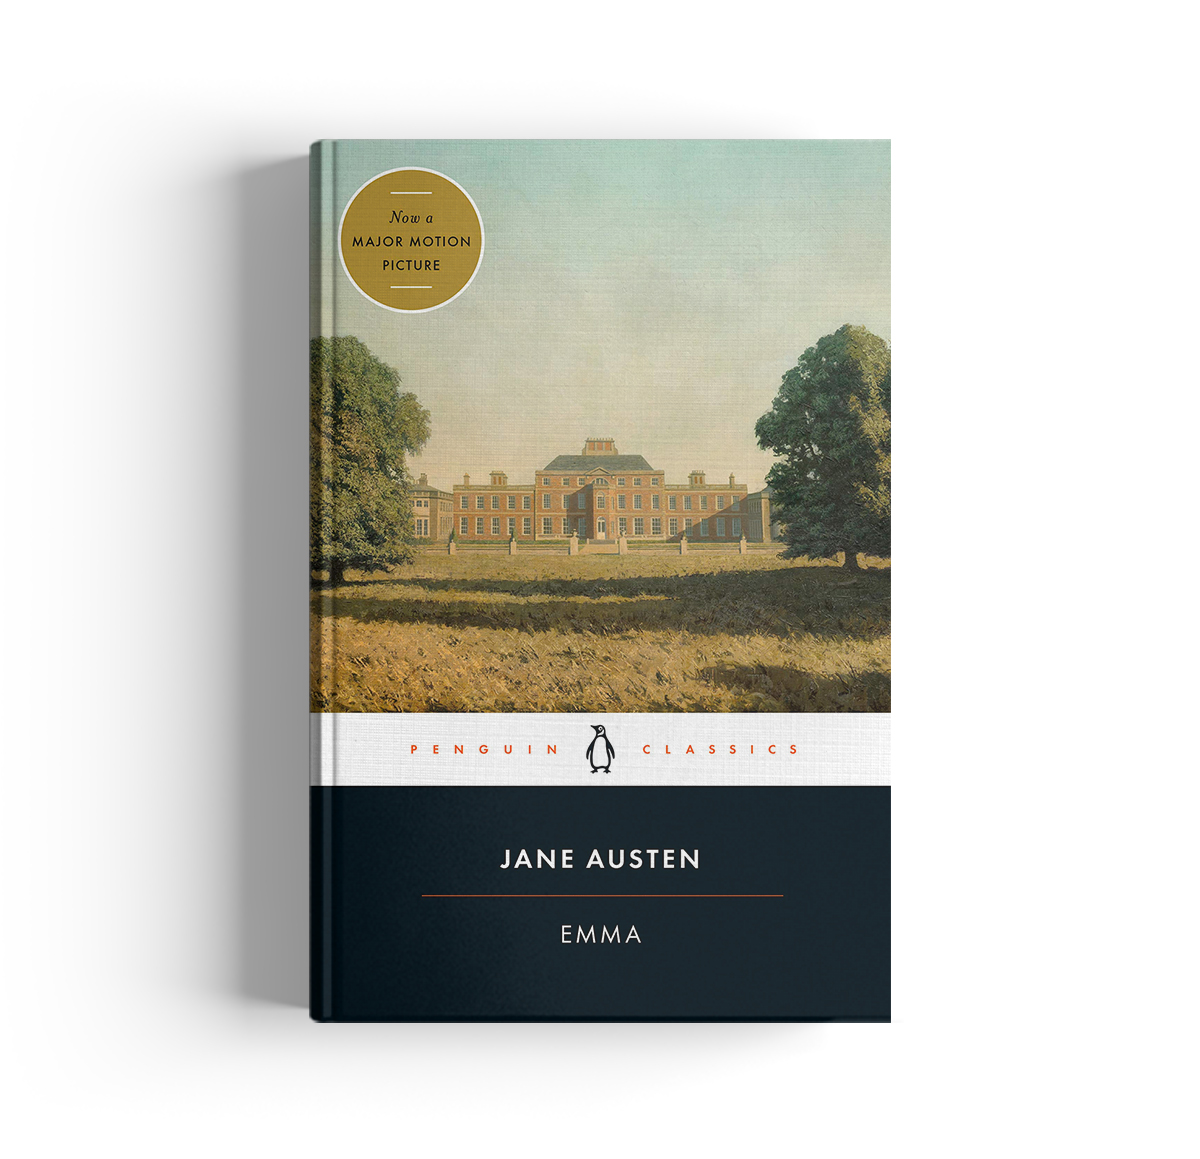 Now a
MAJOR MOTION
PICTURE
PENGUIN CLASSICS
JANE AUSTEN
EMMA